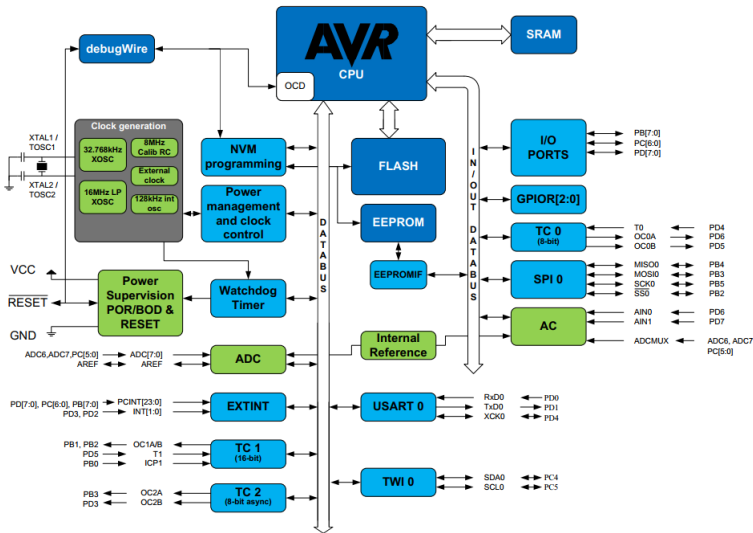 AVR
CPU
OCD
SRAM
debugWire
Clock generation
XTAL1 /
TOSC1
32.768kHz
XOSC
8MHz
Calib RC
External
clock
XTAL2 /
TOSC2
16MHz LP
XOSC
128kHz int
osc
NVM
programming
Power
management
and clock
control
FLASH
EEPROM
EEPROMIF
DATABUS
IN/OUT
DATABUS
I/O
PORTS
PB[7:0]
PC[6:0]
PD[7:0]
GPIOR[2:0]
TC 0
(8-bit)
T0 PD4
OC0A PD6
OC0B PD5
SPI 0
MISO0 PB4
MOSI0 PB3
SCK0 PB5
SS0 PB2
AC
AIN0 PD6
AIN1 PD7
ADCMUX ADC6, ADC7
PC[5:0]
VCC
RESET
GND
Power
Supervision
POR/BOD &
RESET
Watchdog
Timer
Internal
Reference
ADC6,ADC7,PC[5:0] ADC[7:0]
AREF AREF
ADC
PD[7:0], PC[6:0], PB[7:0] PCINT[23:0]
PD3, PD2 INT[1:0]
EXTINT
USART 0
RxD0 PD0
TxD0 PD1
XCK0 PD4
PB1, PB2 OC1A/B
PD5 T1
PB0 ICP1
TC 1
(16-bit)
TWI 0
SDA0 PC4
SCL0 PC5
PB3 OC2A
PD3 OC2B
TC 2
(8-bit async)